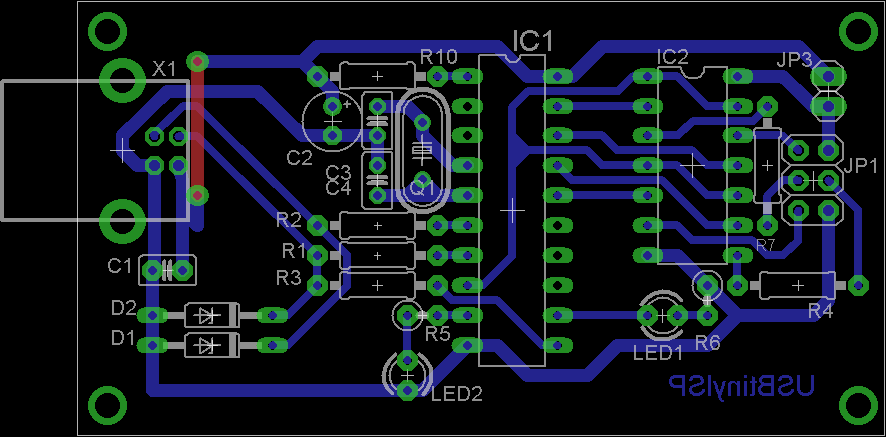 IC1
R10
IC2
JP3
X1
+
C2
C3
C4
Q1
JP1
R2
R1
R3
R7
C1
D2
D1
R5
R4
R6
LED1
LED2
USBtinyISP